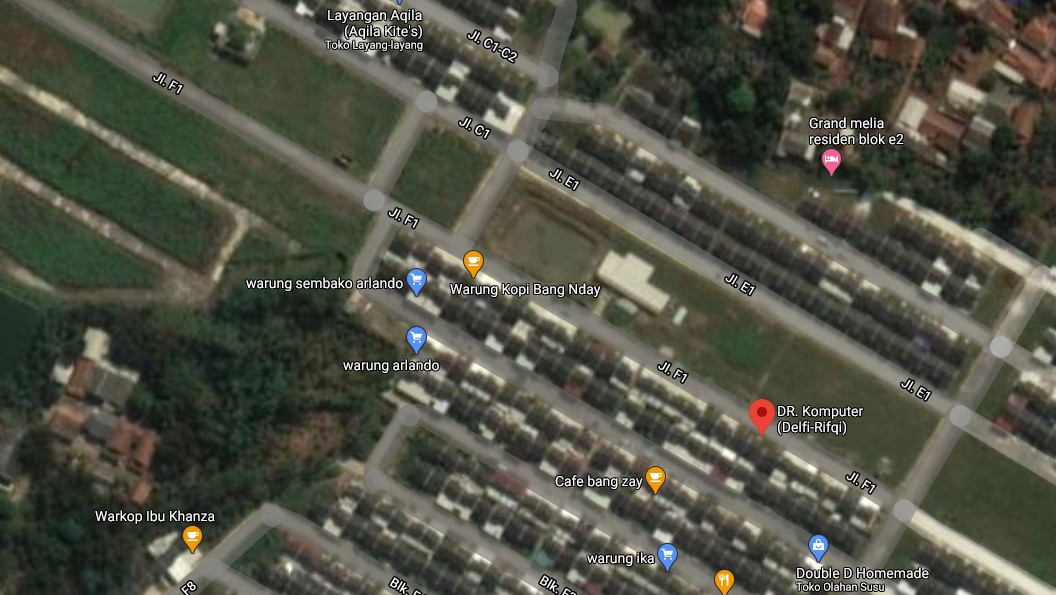 Layangan Aqila
(Aqila Kite's)
Toko Layang-layang
Jl. C1-C2
Jl. F1
Jl. C1
Grand melia
residen blok e2
Jl. E1
Jl. F1
warung sembako arlando
Warung Kopi Bang Nday
Jl. E1
warung arlando
Jl. F1
Jl. E1
DR. Komputer
(Delfi-Rifqi)
Cafe bang zay
Jl. F1
Warkop Ibu Khanza
warung ika
Double D Homemade
Toko Olahan Susu
F8
Blk.
Blk.